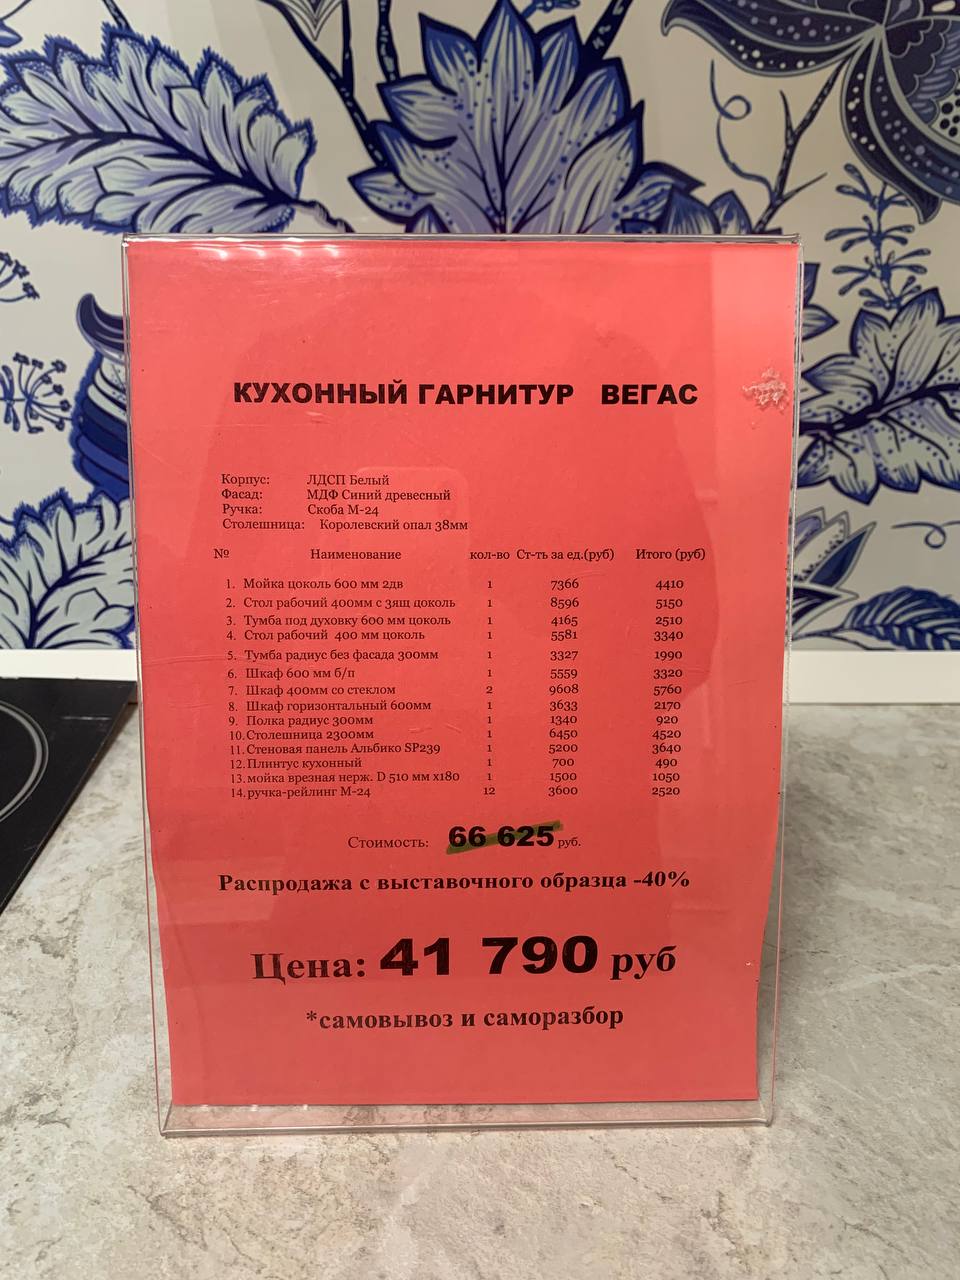 КУХОННЫЙ ГАРНИТУР ВЕГАС
Корпус: ЛДСП Белый
Фасад: МДФ Синий древесный
Ручка: Скоба М-24
Столешница: Королевский опал 38мм
№ Наименование кол-во Ст-ть за ед.(руб) Итого (руб)
1. Мойка цоколь 600 мм 2дв 1 7366 4410
2. Стол рабочий 400мм с 3ящ цоколь 1 8596 5150
3. Тумба под духовку 600 мм цоколь 1 4165 2510
4. Стол рабочий 400 мм цоколь 1 5581 3340
5. Тумба радиус без фасада 300мм 1 3327 1990
6. Шкаф 600 мм б/п 1 5559 3320
7. Шкаф 400мм со стеклом 2 9608 5760
8. Шкаф горизонтальный 600мм 1 3633 2170
9. Полка радиус 300мм 1 1340 920
10. Столешница 2300мм 1 6450 4520
11. Стеновая панель Альбико SP239 1 5200 3640
12. Плинтус кухонный 1 700 490
13. мойка врезная нерж. D 510 мм х180 1 1500 1050
14. ручка-рейлинг М-24 12 3600 2520
Стоимость: 66 625 руб.
Распродажа с выставочного образца -40%
Цена: 41 790 руб
*самовывоз и саморазбор